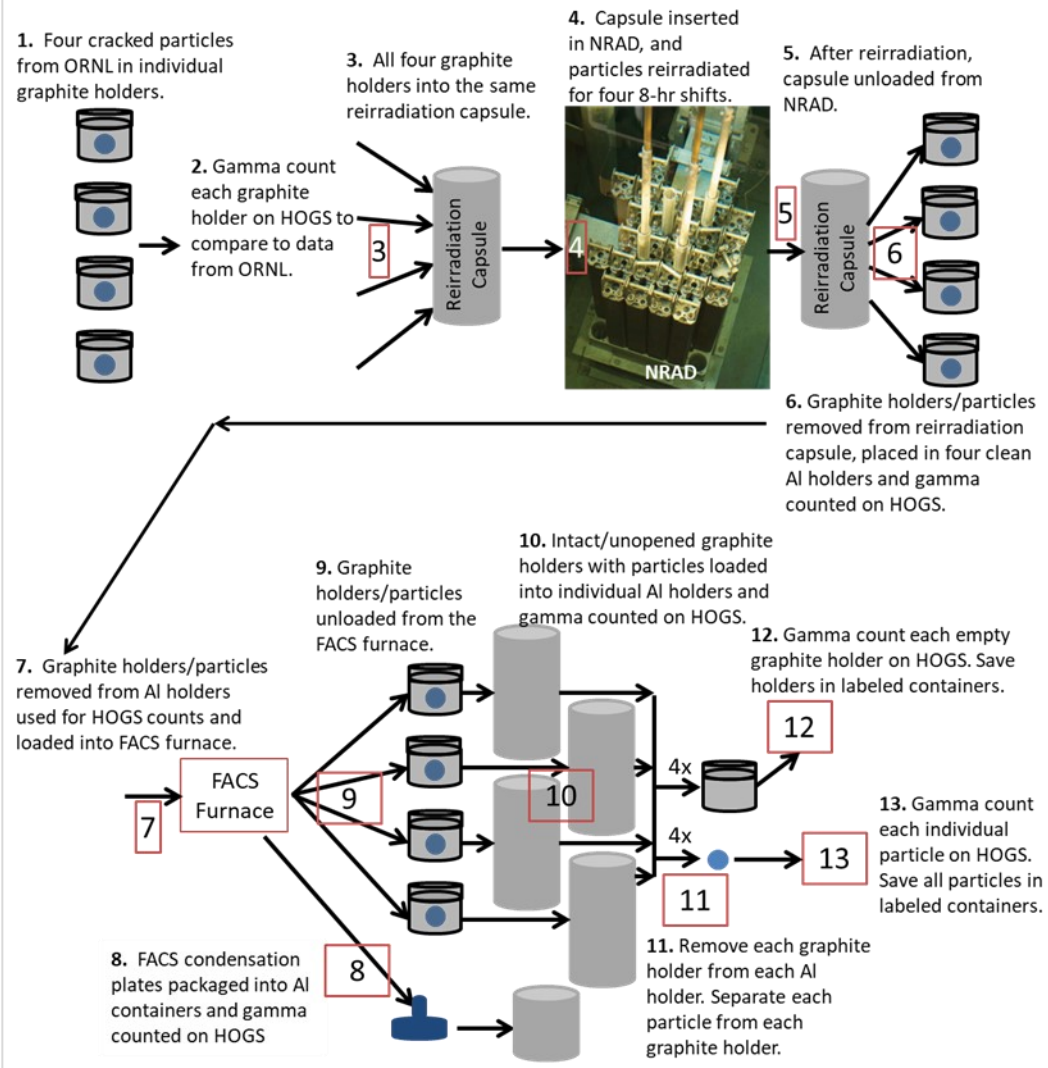 1. Four cracked particles
from ORNL in individual
graphite holders.
2. Gamma count
each graphite
holder on HOGS to
compare to data
from ORNL.
3. All four graphite
holders into the same
reirradiation capsule.
3
Reirradiation
Capsule
4. Capsule inserted
in NRAD, and
particles reirradiated
for four 8-hr shifts.
4
NRAD
5. After reirradiation,
capsule unloaded from
NRAD.
5
Reirradiation
Capsule
6
6. Graphite holders/particles
removed from reirradiation
capsule, placed in four clean
Al holders and gamma
counted on HOGS.
7. Graphite holders/particles
removed from Al holders
used for HOGS counts and
loaded into FACS furnace.
7
FACS
Furnace
8. FACS condensation
plates packaged into Al
containers and gamma
counted on HOGS
8
9. Graphite
holders/particles
unloaded from the
FACS furnace.
9
10. Intact/unopened graphite
holders with particles loaded
into individual Al holders and
gamma counted on HOGS.
10
4x
4x
11
11. Remove each graphite
holder from each Al
holder. Separate each
particle from each
graphite holder.
12. Gamma count each empty
graphite holder on HOGS. Save
holders in labeled containers.
12
13. Gamma count
each individual
particle on HOGS.
Save all particles in
labeled containers.
13